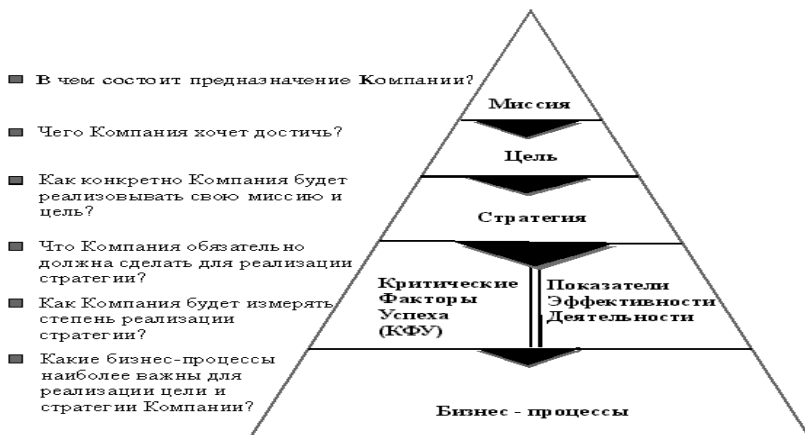 В чем состоит предназначение Компании?
Чего Компания хочет достичь?
Как конкретно Компания будет
реализовывать свою миссию и
цель?
Что Компания обязательно
должна сделать для реализации
стратегии?
Как Компания будет измерять
степень реализации
стратегии?
Какие бизнес-процессы
наиболее важны для
реализации цели и
стратегии Компании?
Миссия
Цель
Стратегия
Критические
Факторы
Успеха
(КФУ)
Показатели
Эффективности
Деятельности
Бизнес - процессы